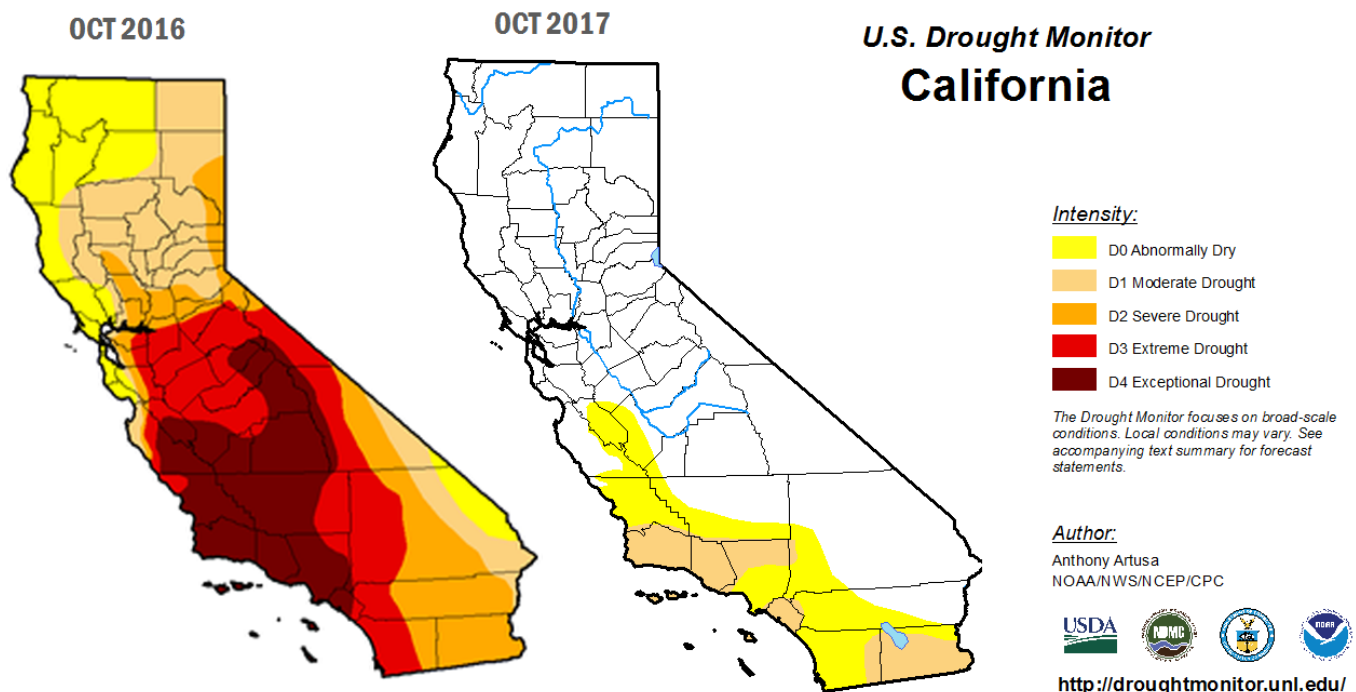 OCT 2016
OCT 2017
U.S. Drought Monitor
California
Intensity:
D0 Abnormally Dry
D1 Moderate Drought
D2 Severe Drought
D3 Extreme Drought
D4 Exceptional Drought
The Drought Monitor focuses on broad-scale
conditions. Local conditions may vary. See
accompanying text summary for forecast
statements.
Author:
Anthony Artusa
NOAA/NWS/NCEP/CPC
USDA
NDMC
NOAA
http://droughtmonitor.unl.edu/